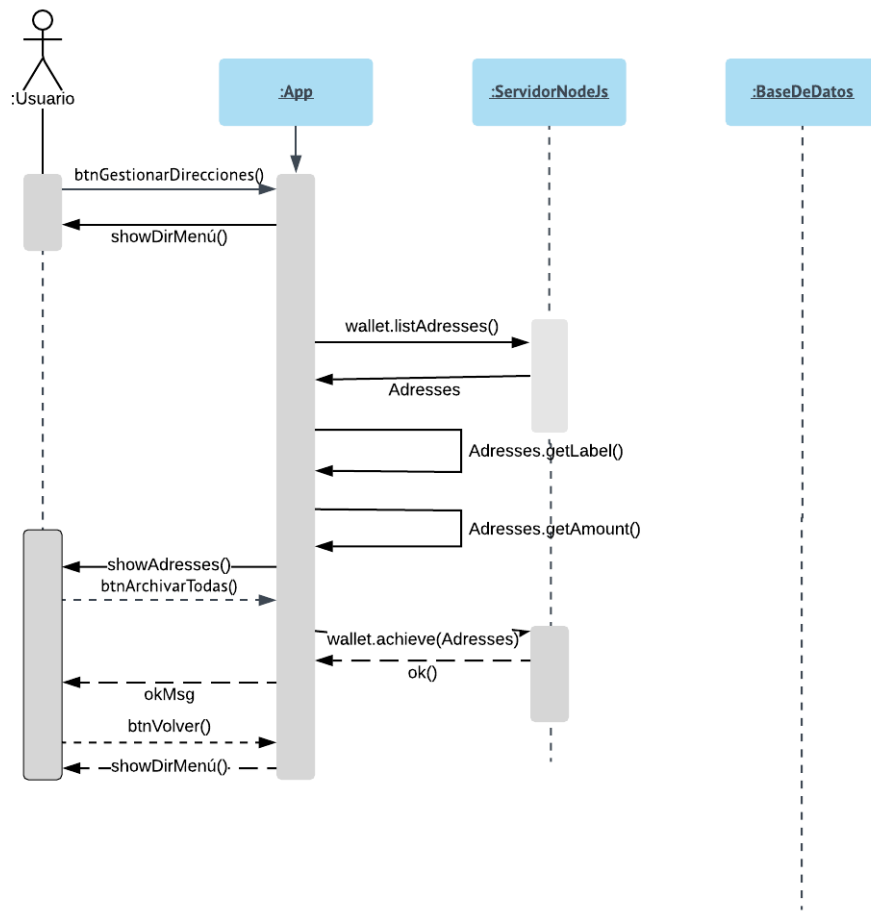 :Usuario
:App
:ServidorNodeJs
:BaseDeDatos
btnGestionarDirecciones()
showDirMenú()
wallet.listAdresses()
Adresses
Adresses.getLabel()
Adresses.getAmount()
showAdresses()
btnArchivarTodas()
wallet.achieve(Adresses)
ok()
okMsg
btnVolver()
showDirMenú()